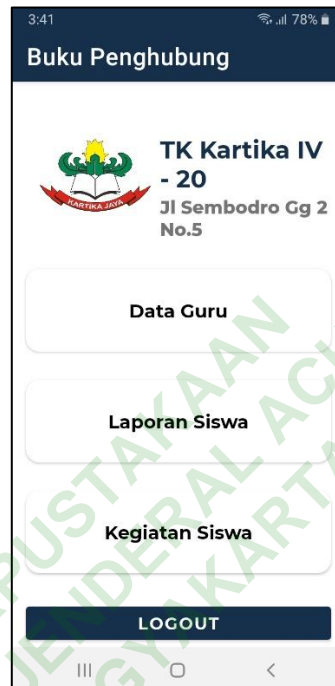 3:41
78%
Buku Penghubung
TK Kartika IV
- 20
Jl Sembodro Gg 2
No.5
KARTIKA JAYA
Data Guru
Laporan Siswa
Kegiatan Siswa
LOGOUT